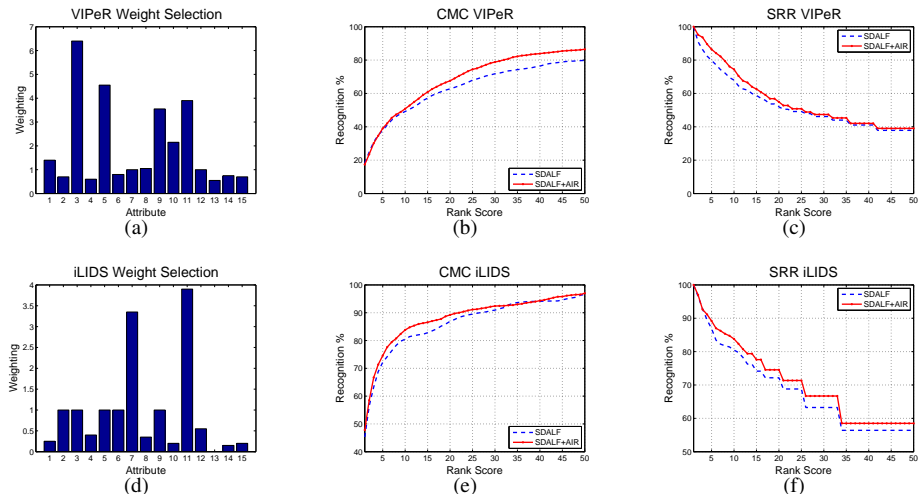 VIPeR Weight Selection
7
6
5
4
3
2
1
0
Weighting
1 2 3 4 5 6 7 8 9 10 11 12 13 14 15
Attribute
(a)
CMC VIPeR
100
80
60
40
20
0
Recognition %
SDALF
SDALF+AIR
5 10 15 20 25 30 35 40 45 50
Rank Score
(b)
SRR VIPeR
100
80
60
40
20
0
Recognition %
SDALF
SDALF+AIR
5 10 15 20 25 30 35 40 45 50
Rank Score
(c)
iLIDS Weight Selection
4
3.5
3
2.5
2
1.5
1
0.5
0
Weighting
1 2 3 4 5 6 7 8 9 10 11 12 13 14 15
Attribute
(d)
CMC iLIDS
100
90
80
70
60
50
40
Recognition %
SDALF
SDALF+AIR
5 10 15 20 25 30 35 40 45 50
Rank Score
(e)
SRR iLIDS
100
90
80
70
60
50
Recognition %
SDALF
SDALF+AIR
5 10 15 20 25 30 35 40 45 50
Rank Score
(f)